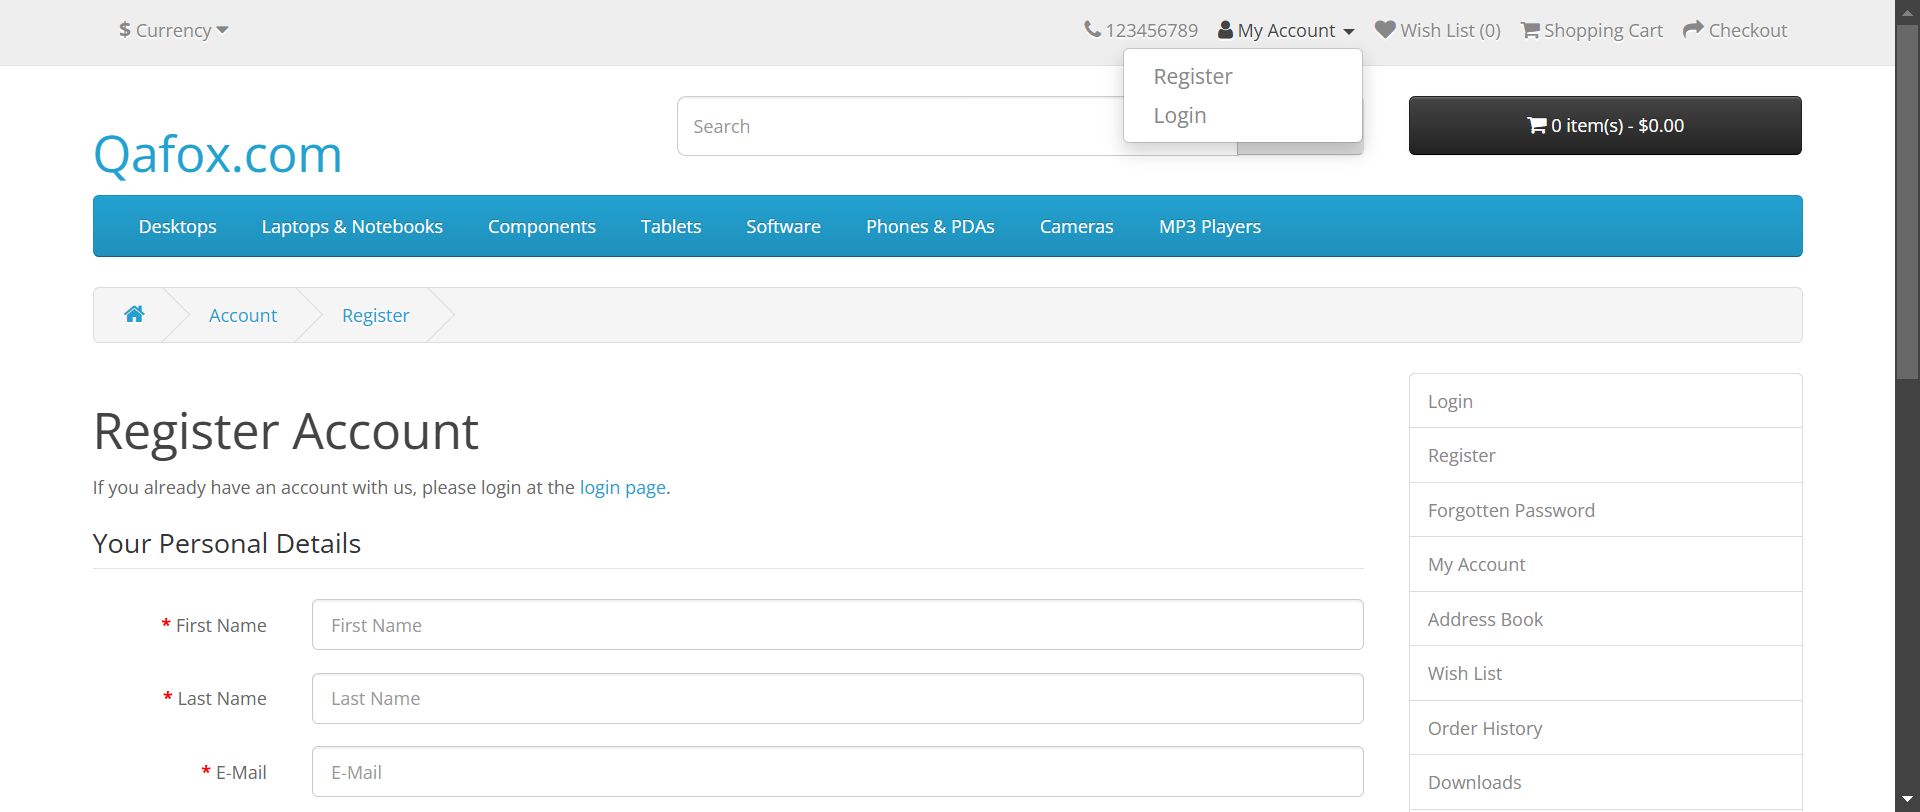 $ Currency
123456789 My Account Wish List (0) Shopping Cart Checkout
Register
Login
Search
0 item(s) - $0.00
Qafox.com
Desktops Laptops & Notebooks Components Tablets Software Phones & PDAs Cameras MP3 Players
Account Register
Register Account
If you already have an account with us, please login at the login page.
Your Personal Details
* First Name First Name
* Last Name Last Name
* E-Mail E-Mail
Login
Register
Forgotten Password
My Account
Address Book
Wish List
Order History
Downloads